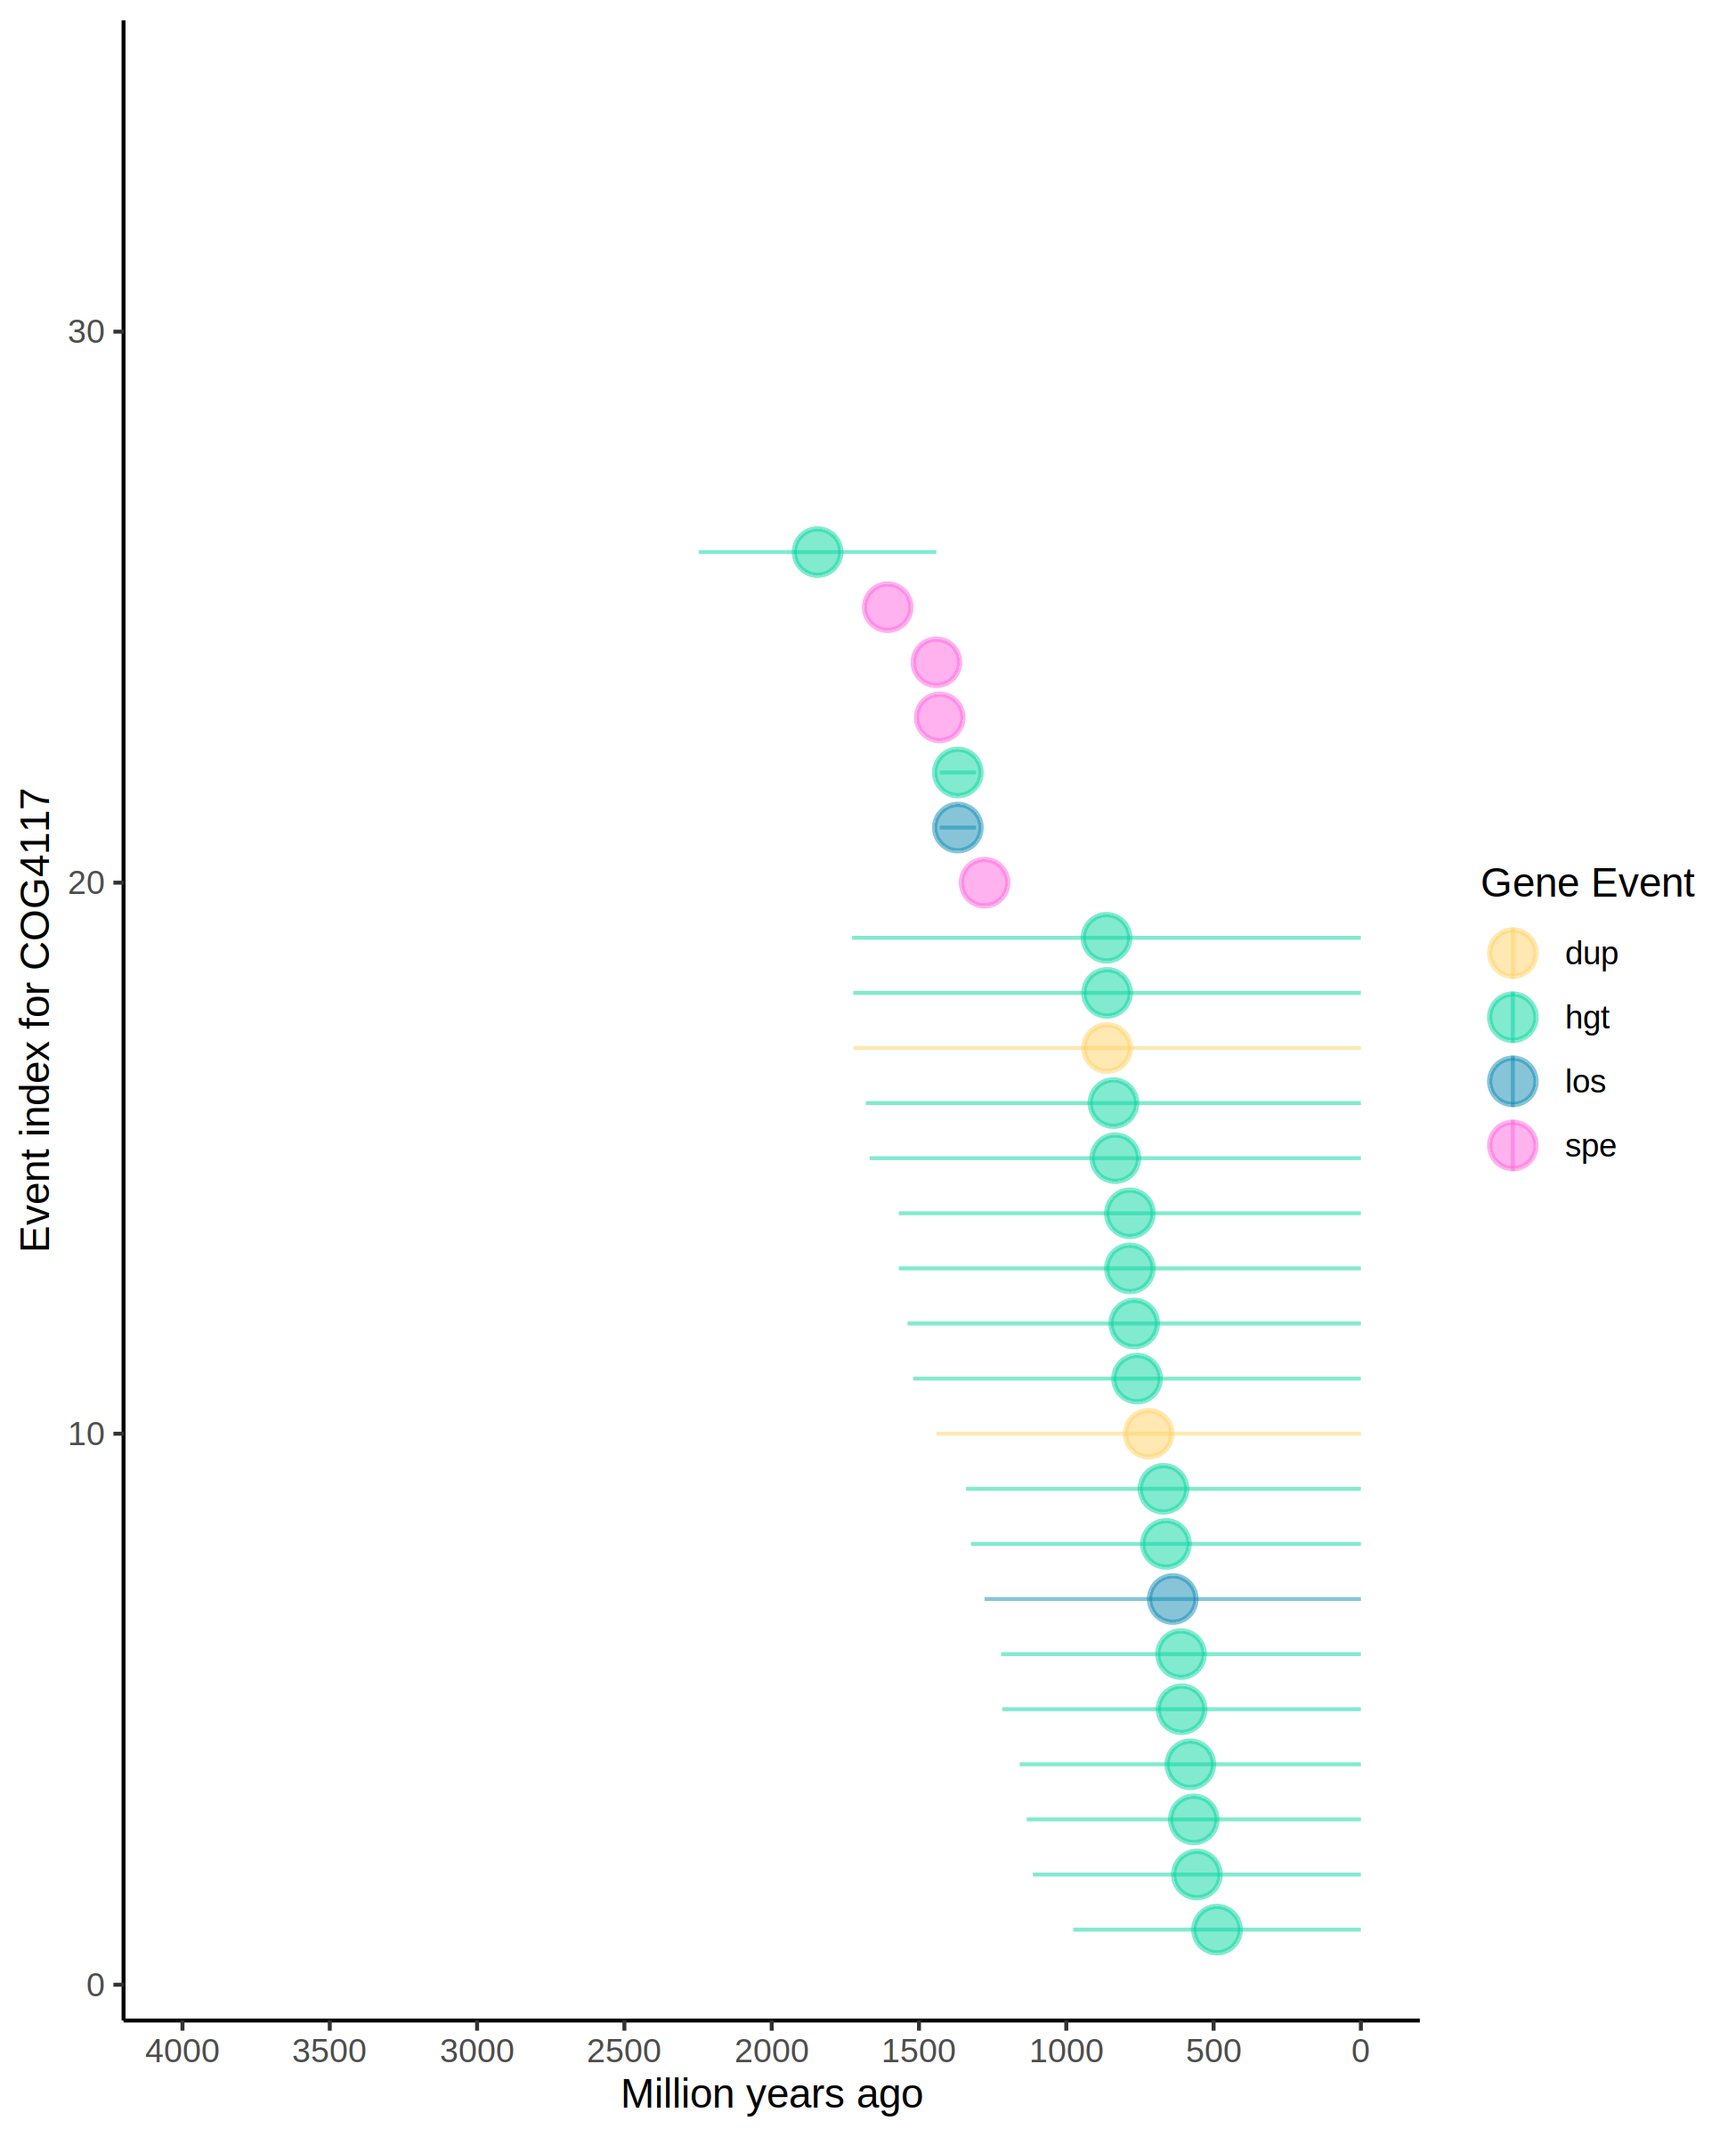 Event index for COG4117
30
20
10
0
4000 3500 3000 2500 2000 1500 1000 500 0
Million years ago
Gene Event
dup
hgt
los
spe